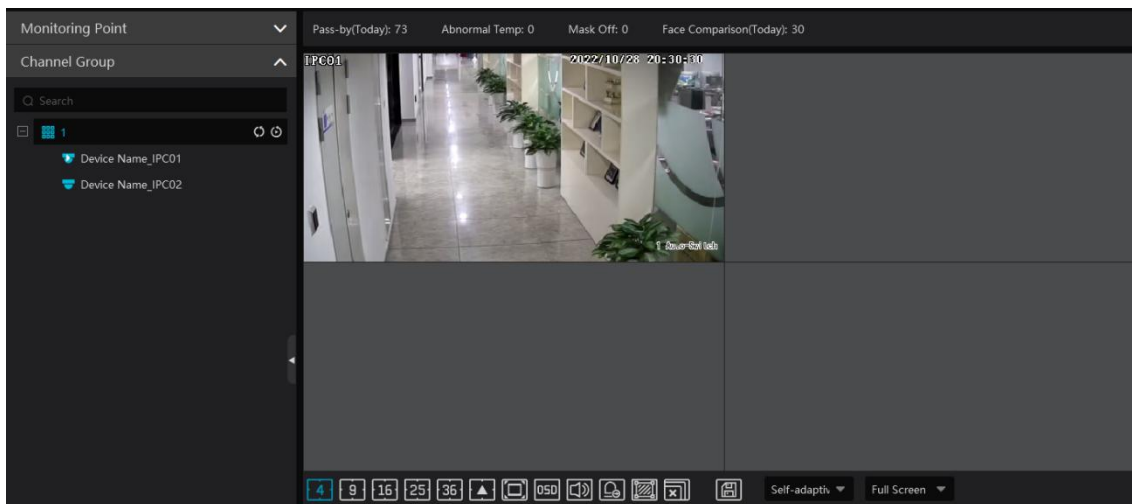 Monitoring Point
Pass-by(Today): 73 Abnormal Temp: 0 Mask Off: 0 Face Comparison(Today): 30
Channel Group
IPC01 2022/10/28 20:30:30
Search
1
Device Name_IPC01
Device Name_IPC02
1
4 9 16 25 36 OSD Self-adaptiv Full Screen